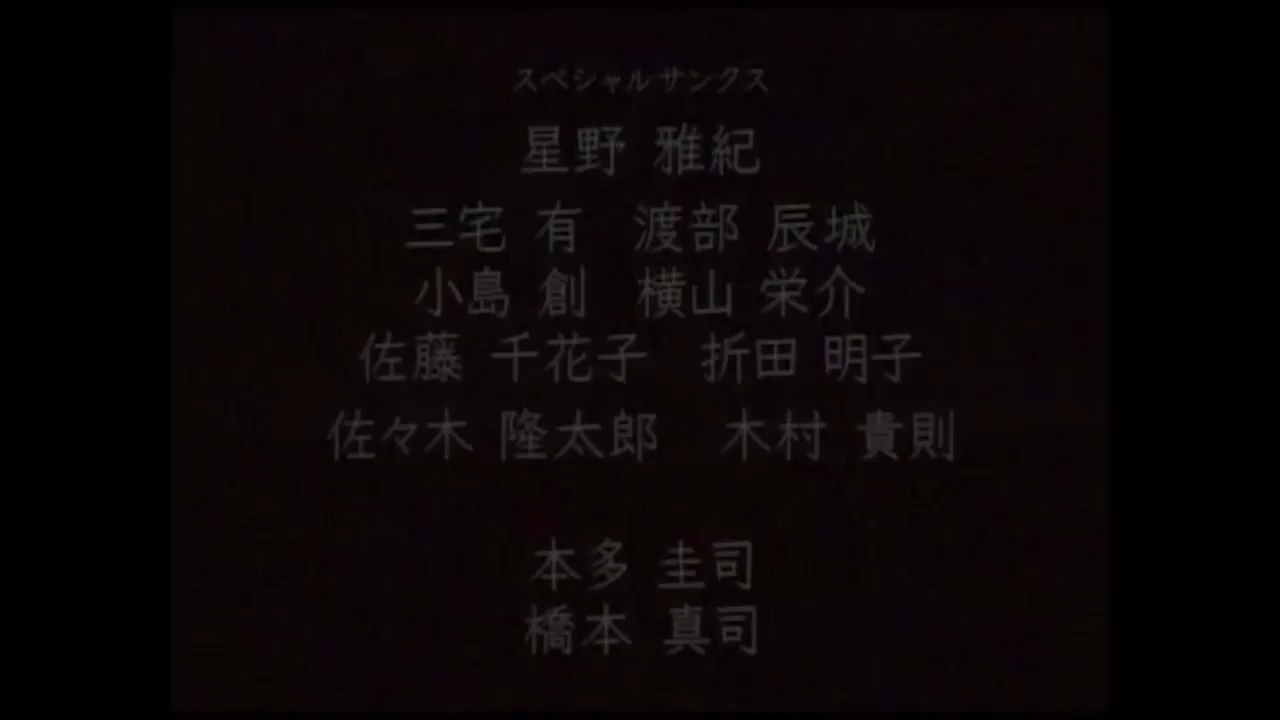 スペシャルサンクス
星野 雅紀
三宅 有　渡部 辰城
小島 創　横山 栄介
佐藤 千花子　折田 明子
佐々木 隆太郎　木村 貴則
本多 圭司
橋本 真司